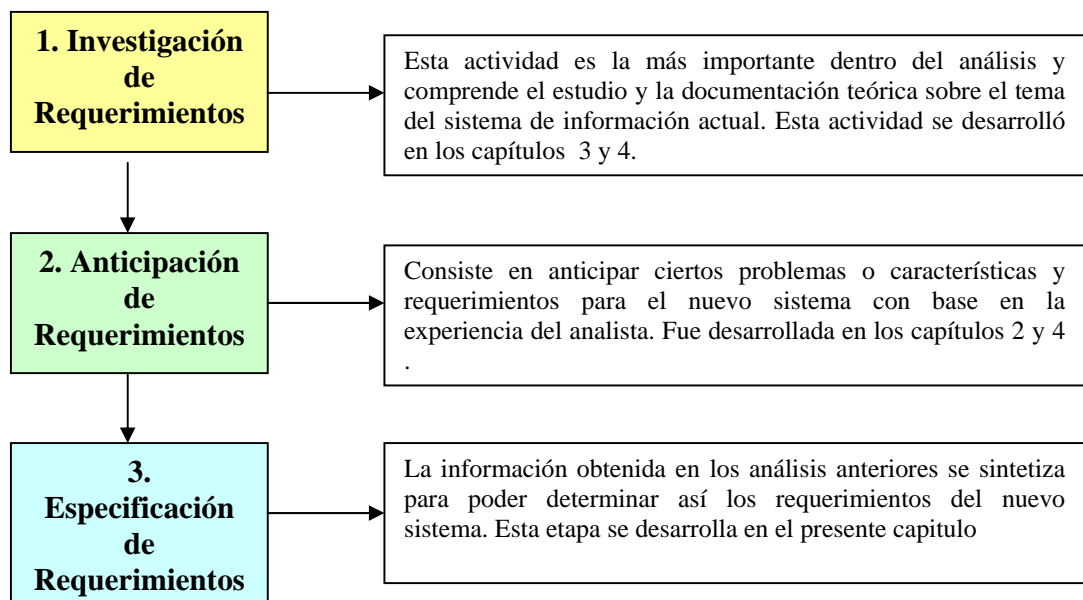 1. Investigación
de
Requerimientos
Esta actividad es la más importante dentro del análisis y
comprende el estudio y la documentación teórica sobre el tema
del sistema de información actual. Esta actividad se desarrolló
en los capítulos 3 y 4.
2. Anticipación
de
Requerimientos
Consiste en anticipar ciertos problemas o características y
requerimientos para el nuevo sistema con base en la
experiencia del analista. Fue desarrollada en los capítulos 2 y 4
.
3.
Especificación
de
Requerimientos
La información obtenida en los análisis anteriores se sintetiza
para poder determinar así los requerimientos del nuevo
sistema. Esta etapa se desarrolla en el presente capitulo